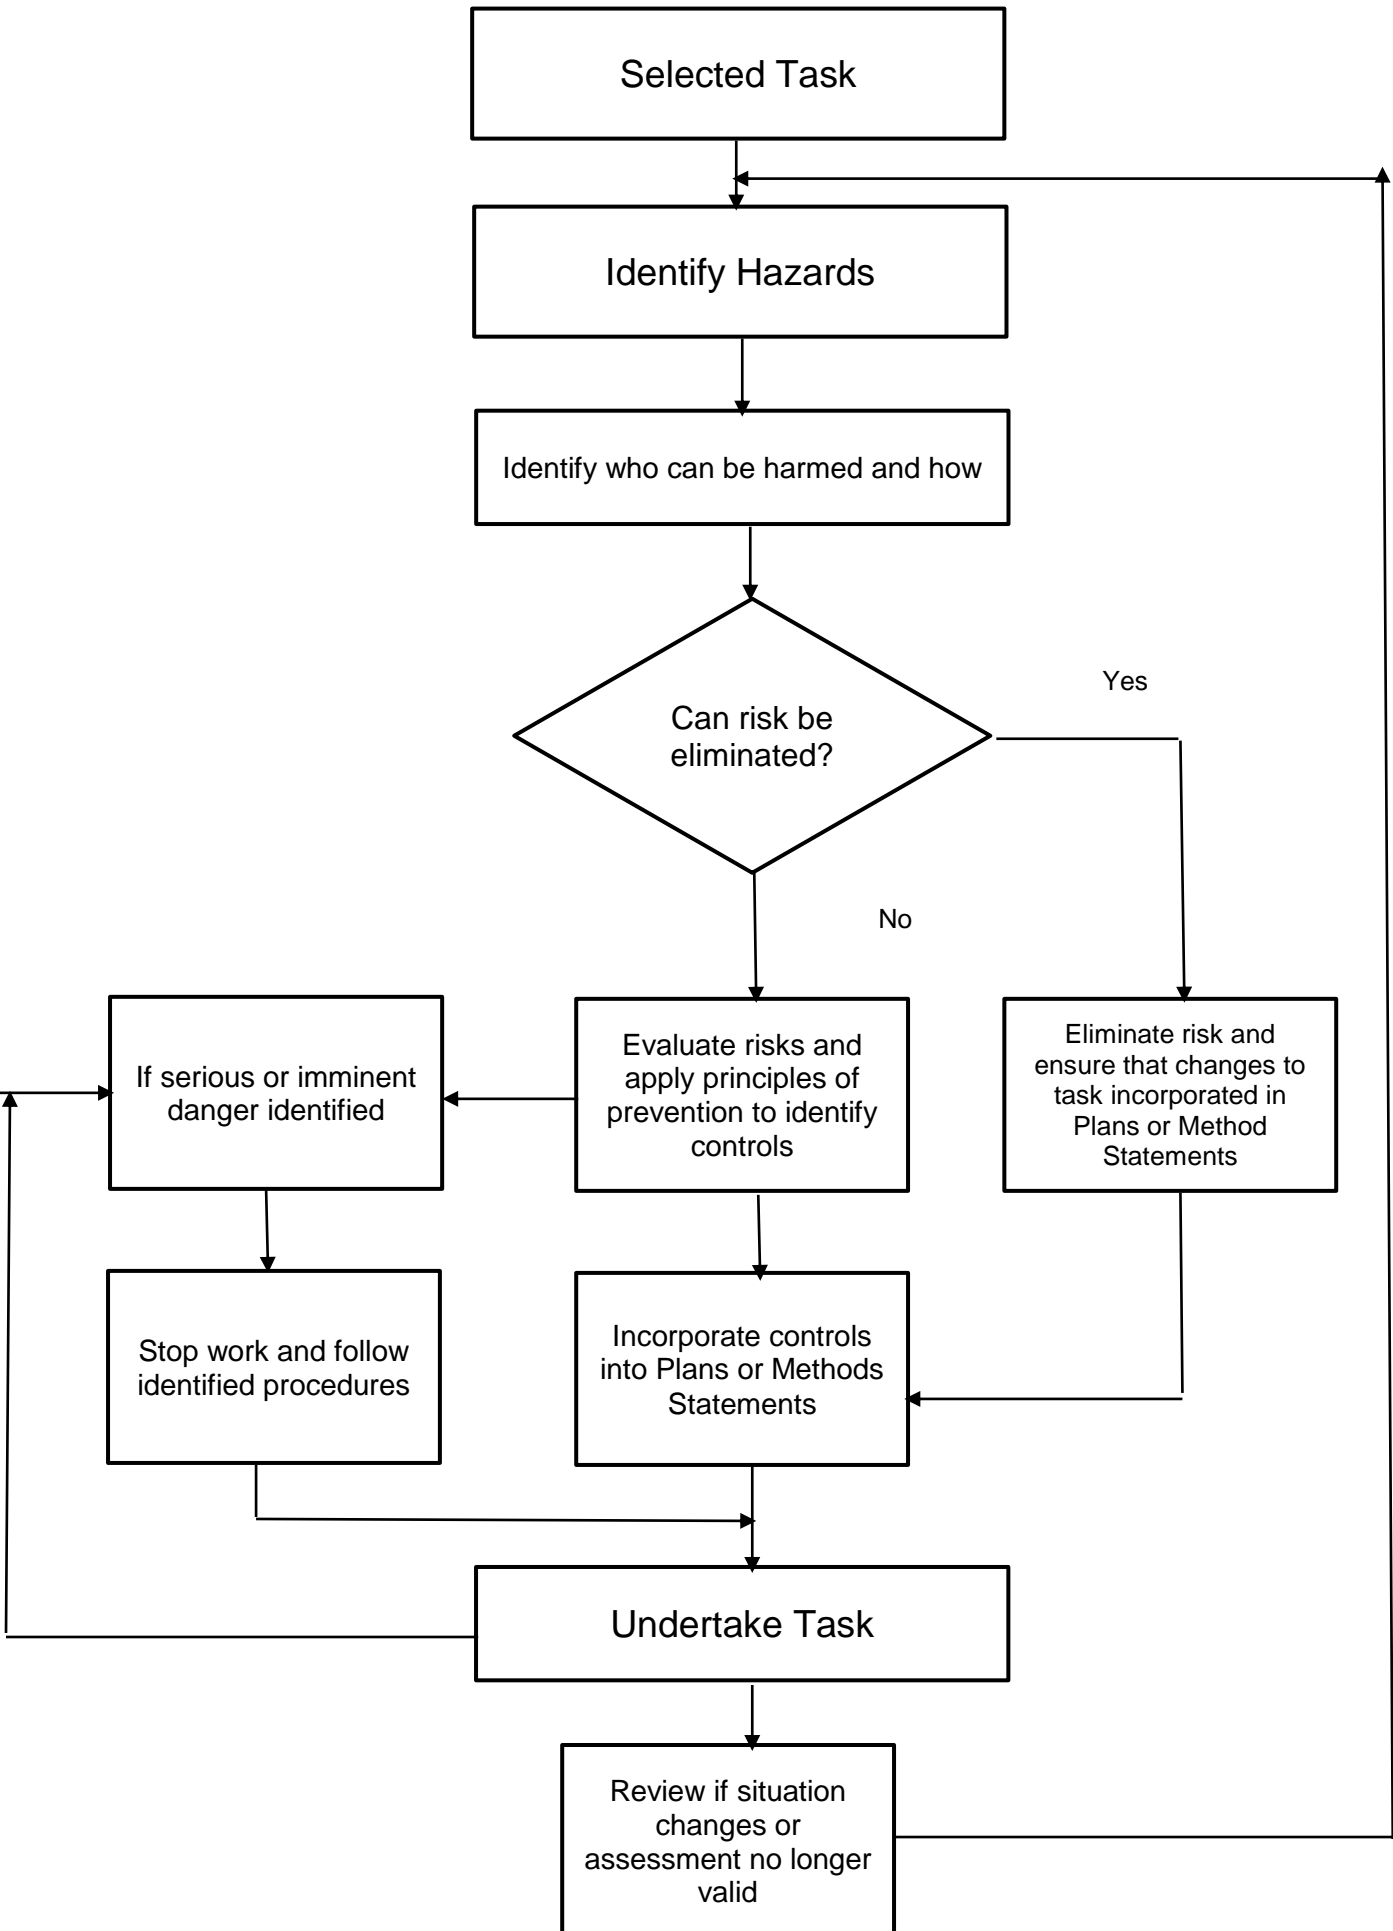 Selected Task
Identify Hazards
Identify who can be harmed and how
Yes
Can risk be
eliminated?
No
If serious or imminent
danger identified
Evaluate risks and
apply principles of
prevention to identify
controls
Eliminate risk and
ensure that changes to
task incorporated in
Plans or Method
Statements
Stop work and follow
identified procedures
Incorporate controls
into Plans or Methods
Statements
Undertake Task
Review if situation
changes or
assessment no longer
valid